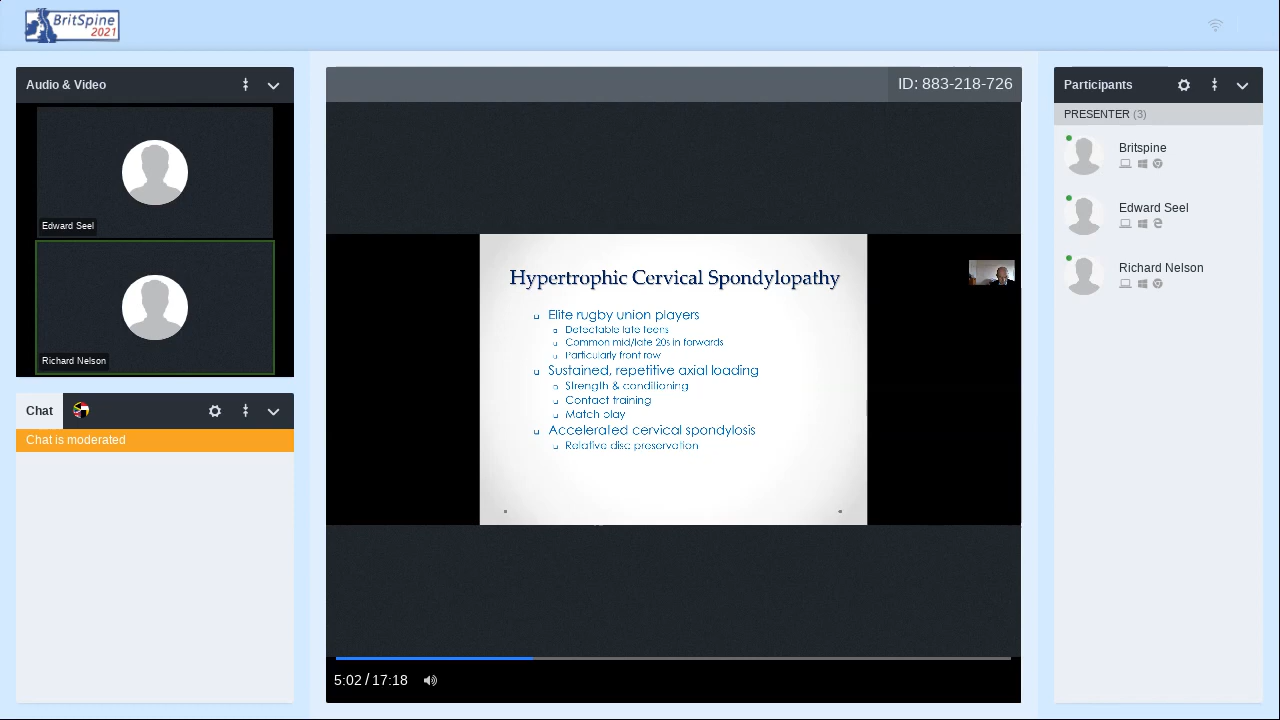 BritSpine
2021
Audio & Video
Edward Seel
Richard Nelson
Chat
Chat is moderated
ID: 883-218-726
Hypertrophic Cervical Spondylopathy
Elite rugby union players
Detectable late teens
Common mid/late 20s in forwards
Particularly front row
Sustained, repetitive axial loading
Strength & conditioning
Contact training
Match play
Accelerated cervical spondylosis
Relative disc preservation
5:02 / 17:18
Participants
PRESENTER (3)
Britspine
Edward Seel
Richard Nelson